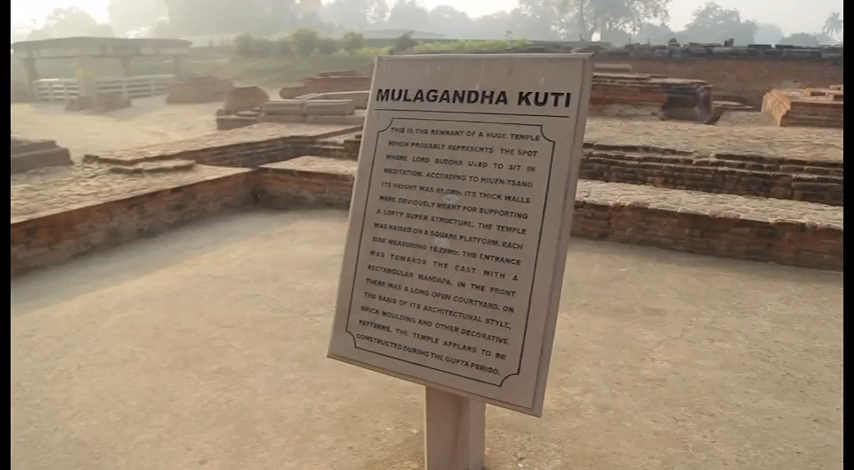 MULAGANDHA KUTI
THIS IS THE REMNANT OF A HUGE TEMPLE
WHICH PROBABLY REPRESENTS THE SPOT
WHERE LORD BUDDHA USED TO SIT IN
MEDITATION. ACCORDING TO HIUEN-TSANG
ITS HEIGHT WAS ITS THICK WALLS
WERE OBVIOUSLY MEANT FOR SUPPORTING
A LOFTY SUPER STRUCTURE. THE TEMPLE
WAS RAISED ON A SQUARE PLATFORM, EACH
SIDE MEASURING 18.29Mt. THE ENTRANCE
WAS TOWARDS THE EAST WITH A
RECTANGULAR MANDAPA. IN THE FRONT
THERE WAS A LONG OPEN COURTYARD. ON
THE BASIS OF ITS ARCHITECTURAL STYLE,
BRICK MOULDING AND OTHER DECORATIVE
PATTERNS, THE TEMPLE APPEARS TO BE
CONSTRUCTED DURING THE GUPTA PERIOD.